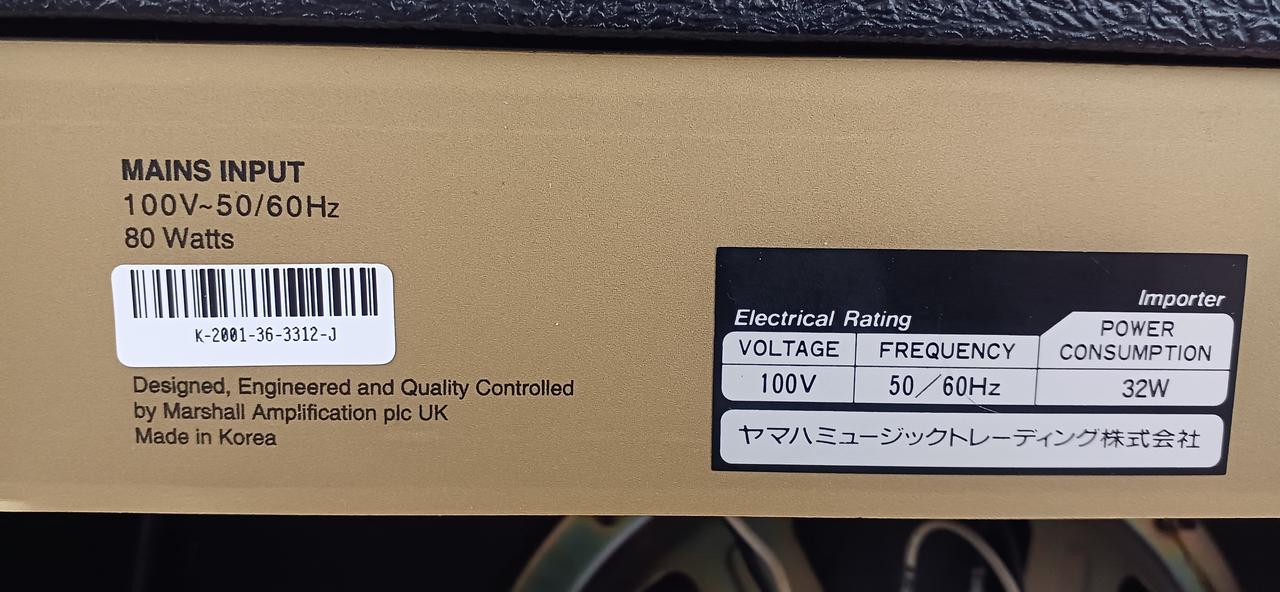 MAINS INPUT
100V~50/60Hz
80 Watts
K-2001-36-3312-J
Designed, Engineered and Quality Controlled
by Marshall Amplification plc UK
Made in Korea
Importer
Electrical Rating
VOLTAGE FREQUENCY POWER CONSUMPTION
100V 50/60Hz 32W
ヤマハミュージックトレーディング株式会社